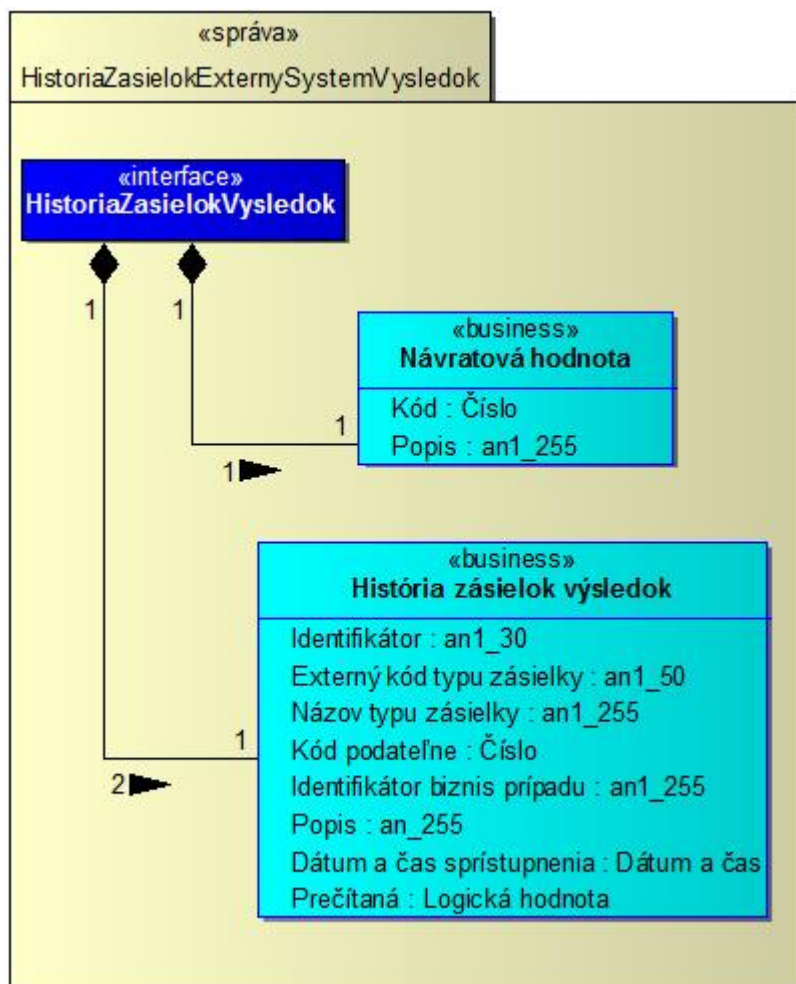 «správa»
HistoriaZasielokExternySystemVysledok
«interface»
HistoriaZasielokVysledok
1
1
«business»
Návratová hodnota
Kód : Číslo
Popis : an1_255
1
1
«business»
História zásielok výsledok
Identifikátor : an1_30
Externý kód typu zásielky : an1_50
Názov typu zásielky : an1_255
Kód podateľne : Číslo
Identifikátor biznis prípadu : an1_255
Popis : an_255
Dátum a čas sprístupnenia : Dátum a čas
Prečítaná : Logická hodnota
1
2